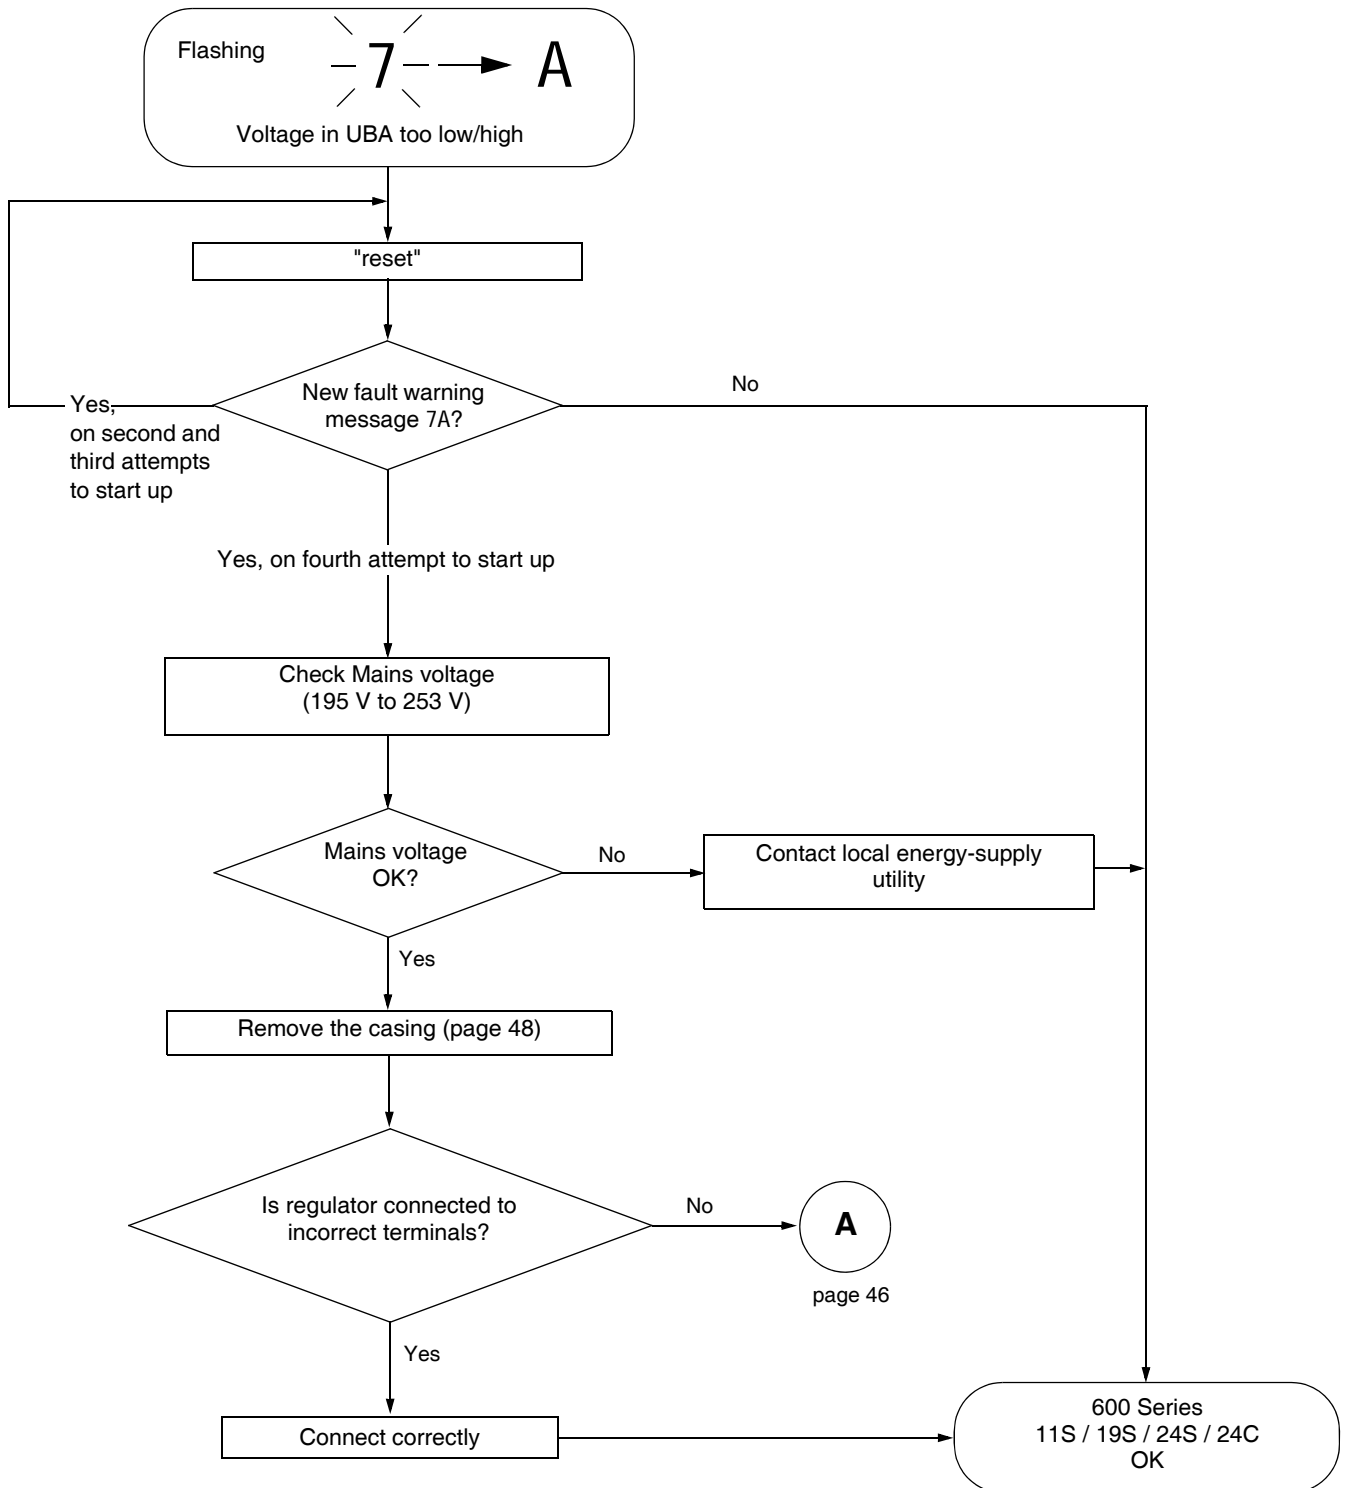 Flashing
7 A
Voltage in UBA too low/high
"reset"
New fault warning
message 7A?
No
Yes,
on second and
third attempts
to start up
Yes, on fourth attempt to start up
Check Mains voltage
(195 V to 253 V)
Mains voltage
OK?
No
Contact local energy-supply
utility
Yes
Remove the casing (page 48)
Is regulator connected to
incorrect terminals?
No
A
page 46
Yes
Connect correctly
600 Series
11S / 19S / 24S / 24C
OK